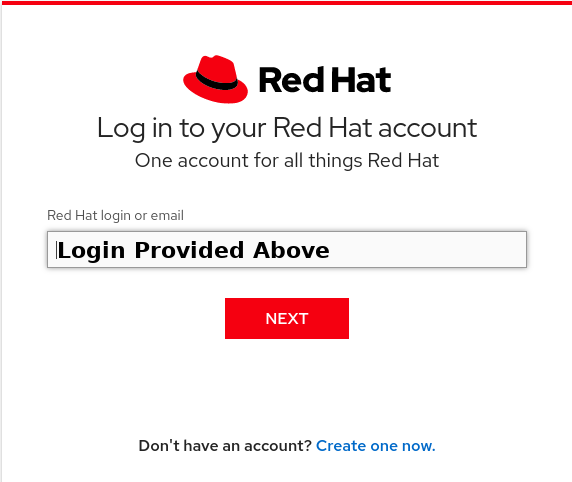 Red Hat
Log in to your Red Hat account
One account for all things Red Hat
Red Hat login or email
Login Provided Above
NEXT
Don't have an account? Create one now.